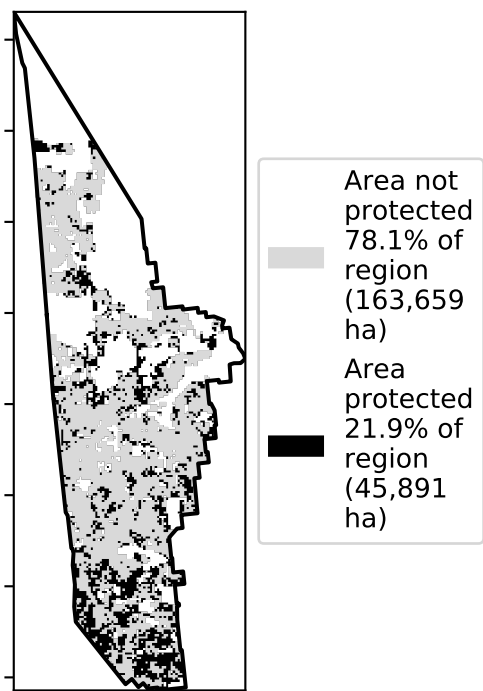 Area not
protected
78.1% of
region
(163,659
ha)
Area
protected
21.9% of
region
(45,891
ha)